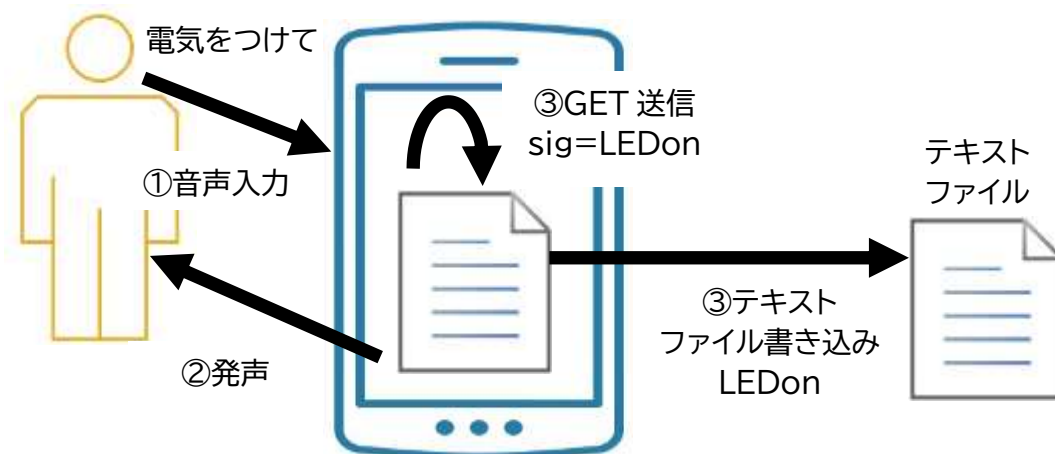 電気をつけて
①音声入力
②発声
③GET 送信
sig=LEDon
③テキスト
ファイル書き込み
LEDon
テキスト
ファイル